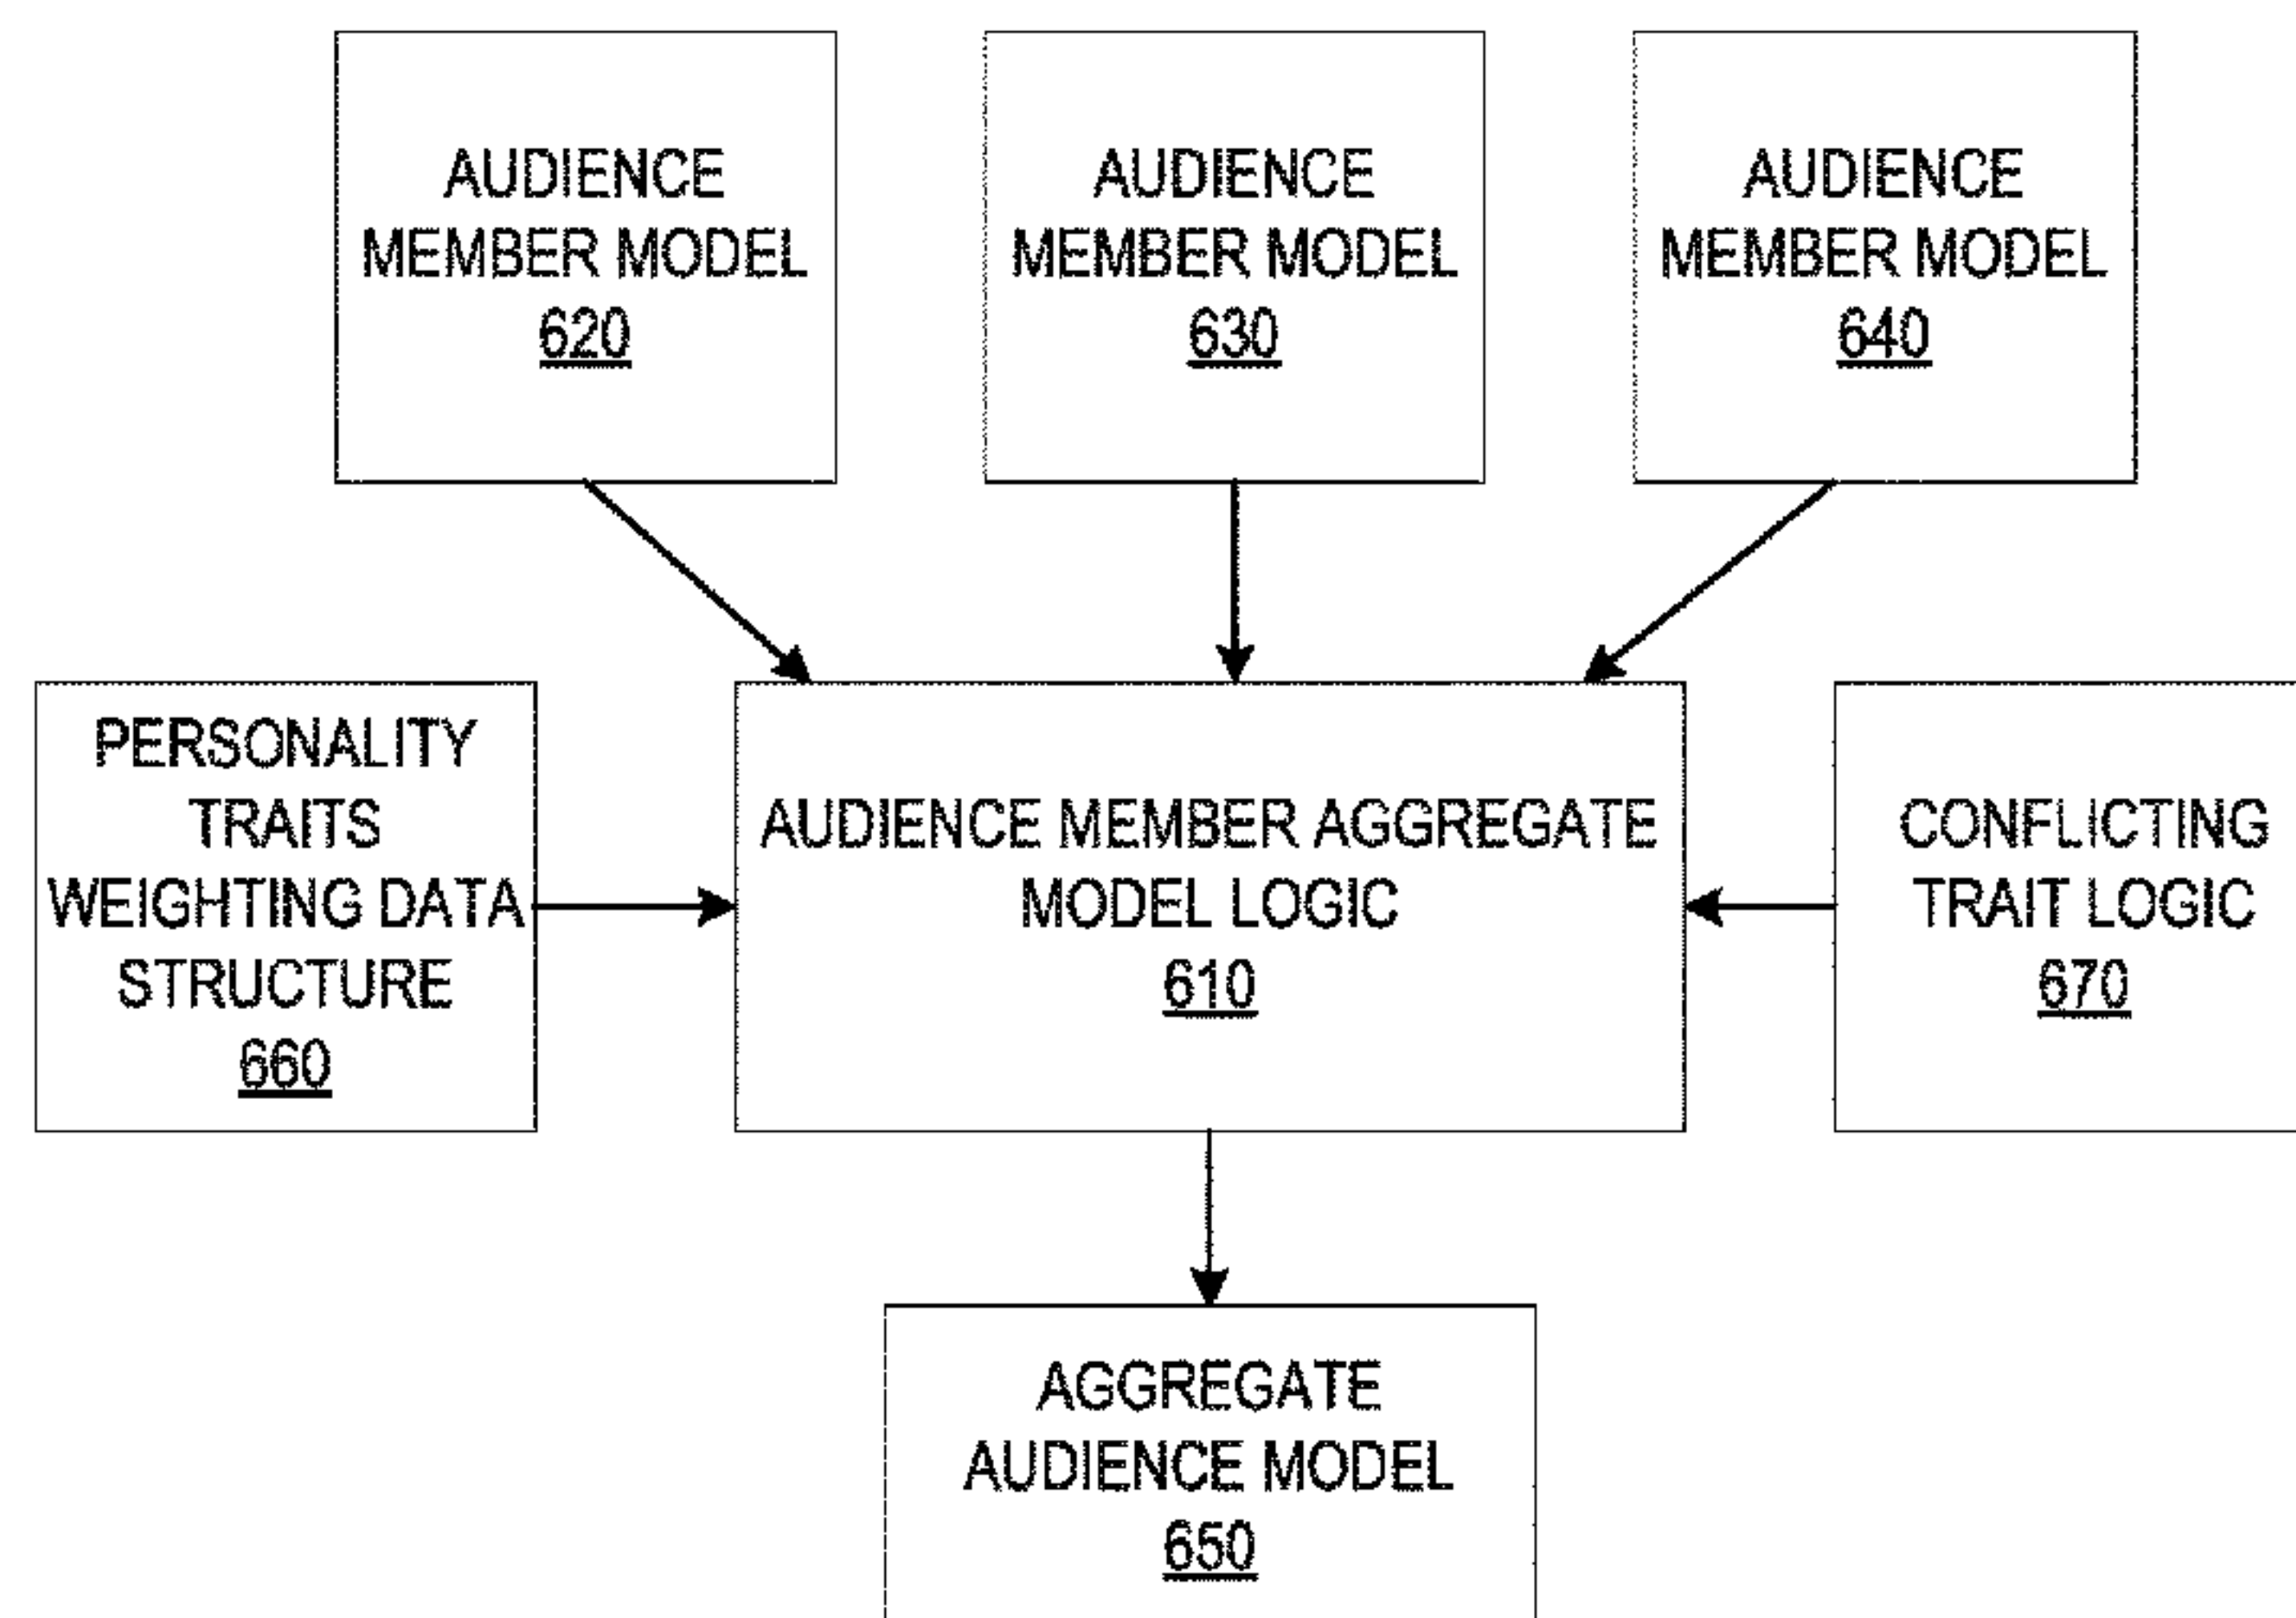 AUDIENCE
MEMBER MODEL
620
AUDIENCE
MEMBER MODEL
630
AUDIENCE
MEMBER MODEL
640
PERSONALITY
TRAITS
WEIGHTING DATA
STRUCTURE
660
AUDIENCE MEMBER AGGREGATE
MODEL LOGIC
610
CONFLICTING
TRAIT LOGIC
670
AGGREGATE
AUDIENCE MODEL
650